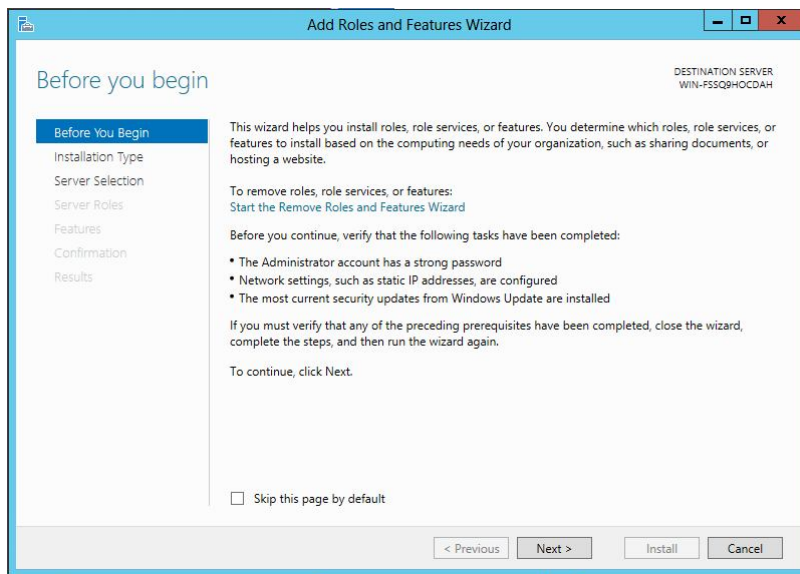 Add Roles and Features Wizard
x
Before you begin
DESTINATION SERVER
WIN-FSSQ9HOCDAH
Before You Begin
Installation Type
Server Selection
Server Roles
Features
Confirmation
Results
This wizard helps you install roles, role services, or features. You determine which roles, role services, or
features to install based on the computing needs of your organization, such as sharing documents, or
hosting a website.
To remove roles, role services, or features:
Start the Remove Roles and Features Wizard
Before you continue, verify that the following tasks have been completed:
• The Administrator account has a strong password
• Network settings, such as static IP addresses, are configured
• The most current security updates from Windows Update are installed
If you must verify that any of the preceding prerequisites have been completed, close the wizard,
complete the steps, and then run the wizard again.
To continue, click Next.
Skip this page by default
< Previous
Next >
Install
Cancel